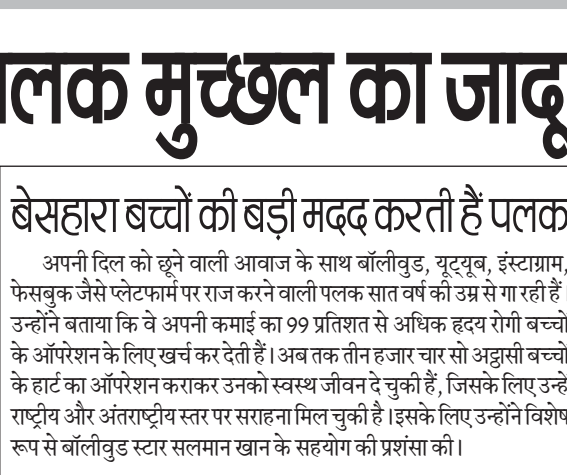 पलक मुच्छल का जादू
बेसहारा बच्चों की बड़ी मदद करती हैं पलक
अपनी दिल को छूने वाली आवाज के साथ बॉलीवुड, यूट्यूब, इंस्टाग्राम,
फेसबुक जैसे प्लेटफार्म पर राज करने वाली पलक सात वर्ष की उम्र से गा रही हैं ।
उन्होंने बताया कि वे अपनी कमाई का 99 प्रतिशत से अधिक हृदय रोगी बच्चो
के ऑपरेशन के लिए खर्च कर देती हैं । अब तक तीन हजार चार सो अट्ठासी बच्चो
के हार्ट का ऑपरेशन कराकर उनको स्वस्थ जीवन दे चुकी हैं, जिसके लिए उन्हें
राष्ट्रीय और अंतराष्ट्रीय स्तर पर सराहना मिल चुकी है ।इसके लिए उन्होंने विशेष
रूप से बॉलीवुड स्टार सलमान खान के सहयोग की प्रशंसा की ।